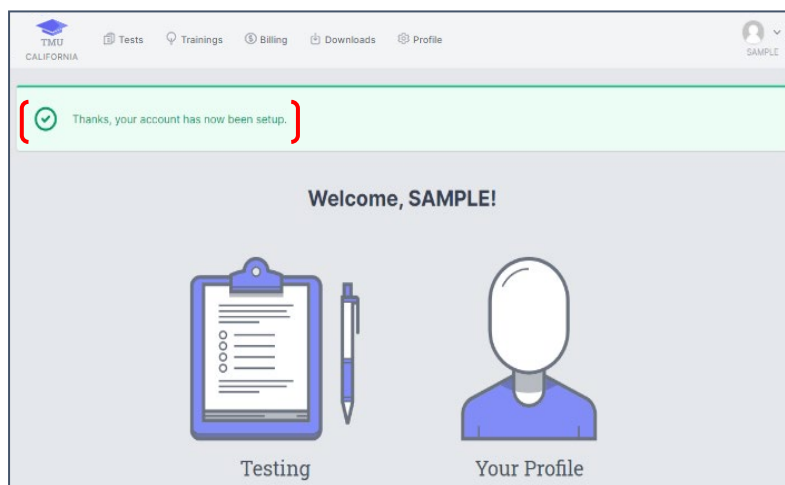 TMU
CALIFORNIA
Tests
Trainings
Billing
Downloads
Profile
SAMPLE
Thanks, your account has now been setup.
Welcome, SAMPLE!
Testing
Your Profile